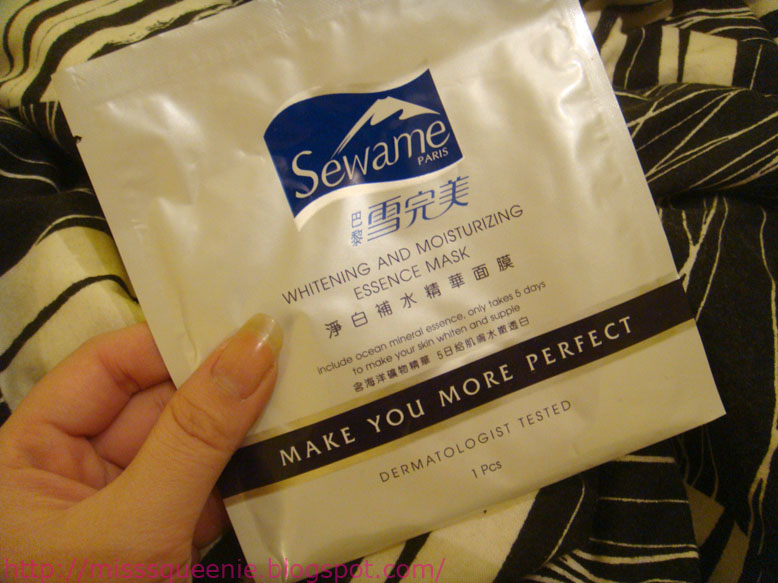 Sewame
PARIS
巴黎 雪完美
WHITENING AND MOISTURIZING
ESSENCE MASK
淨白補水精華面膜
include ocean mineral essence, only takes 5 days
to make your skin whiten and supple
含海洋礦物精華 5日給肌膚水嫩透白
MAKE YOU MORE PERFECT
DERMATOLOGIST TESTED
1 Pcs
http://misssqueenie.blogspot.com/